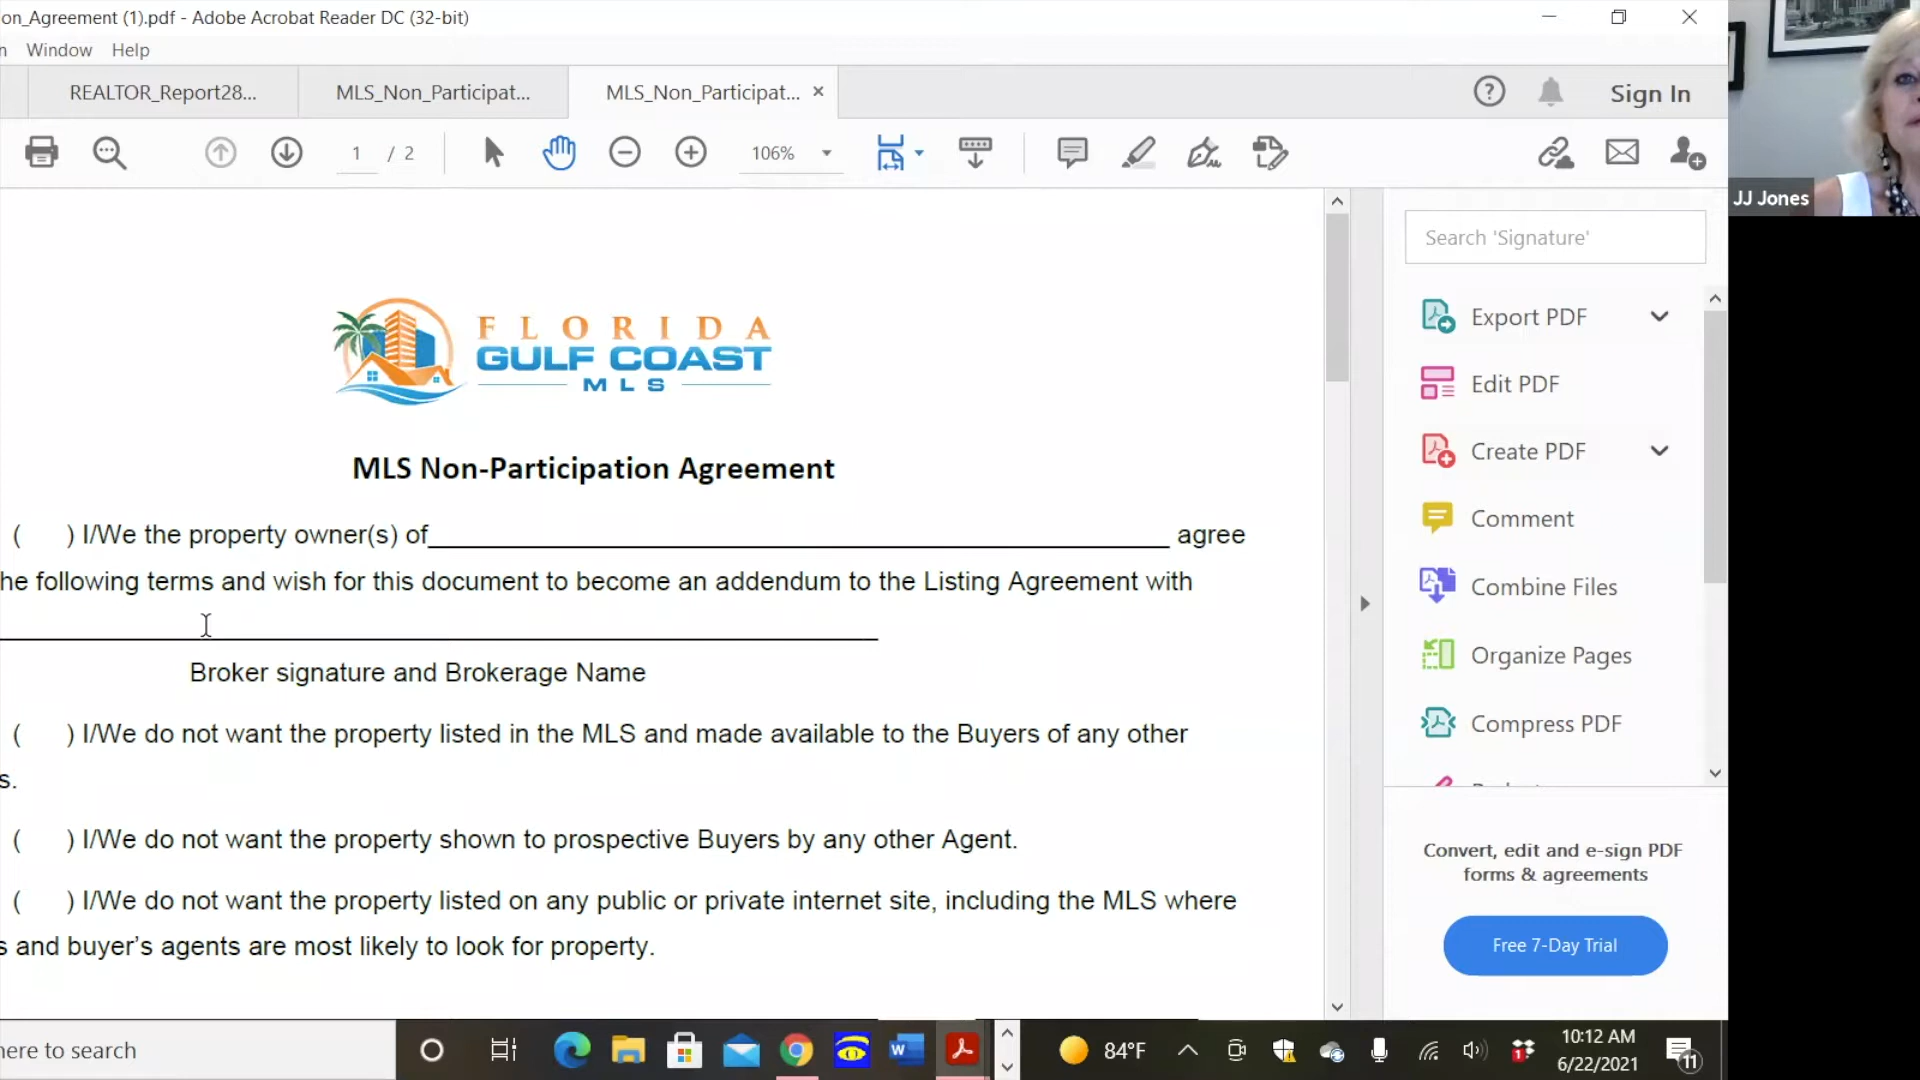 on_Agreement (1).pdf - Adobe Acrobat Reader DC (32-bit)
Window Help
REALTOR_Report28... MLS_Non_Participat... MLS_Non_Participat...
Sign In
1 / 2 106%
JJ Jones
Search 'Signature'
Export PDF
Edit PDF
Create PDF
Comment
Combine Files
Organize Pages
Compress PDF
Convert, edit and e-sign PDF
forms & agreements
Free 7-Day Trial
FLORIDA
GULF COAST
MLS
MLS Non-Participation Agreement
( ) I/We the property owner(s) of____ agree
he following terms and wish for this document to become an addendum to the Listing Agreement with
Broker signature and Brokerage Name
( ) I/We do not want the property listed in the MLS and made available to the Buyers of any other
s.
( ) I/We do not want the property shown to prospective Buyers by any other Agent.
( ) I/We do not want the property listed on any public or private internet site, including the MLS where
s and buyer's agents are most likely to look for property.
here to search
84°F
10:12 AM
6/22/2021
11